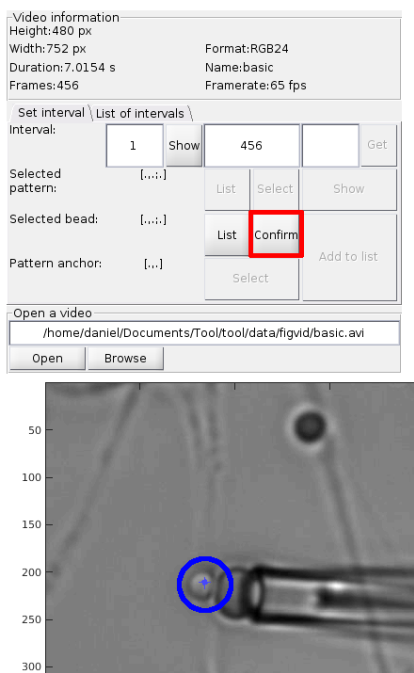 Video information
Height:480 px
Width:752 px Format:RGB24
Duration:7.0154 s Name:basic
Frames:456 Framerate:65 fps
Set interval List of intervals
Interval: 1 Show 456 Get
Selected pattern: [.,.;.] List Select Show
Selected bead: [.,.;.] List Confirm Add to list
Pattern anchor: [.,.] Select
Open a video
/home/daniel/Documents/Tool/tool/data/figvid/basic.avi
Open Browse
50
100
150
200
250
300